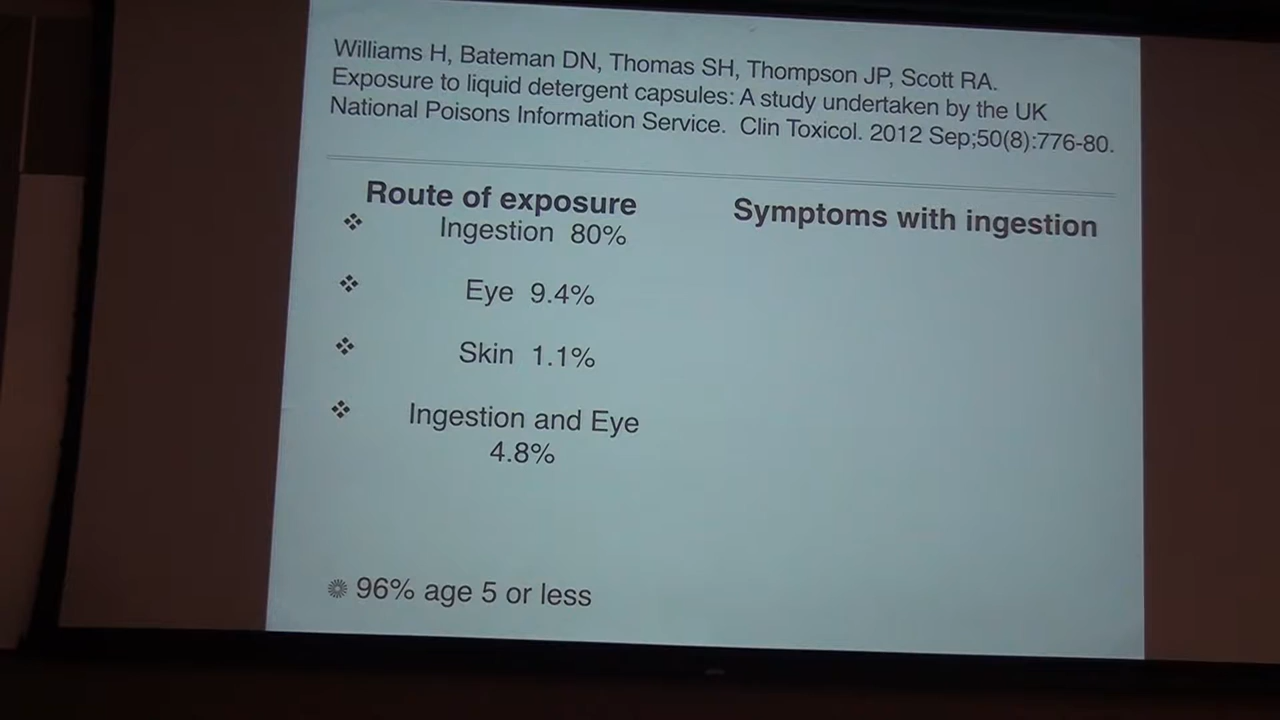 Williams H, Bateman DN, Thomas SH, Thompson JP, Scott RA.
Exposure to liquid detergent capsules: A study undertaken by the UK
National Poisons Information Service. Clin Toxicol. 2012 Sep;50(8):776-80.
Route of exposure
Ingestion 80%
Eye 9.4%
Skin 1.1%
Ingestion and Eye
4.8%
96% age 5 or less
Symptoms with ingestion